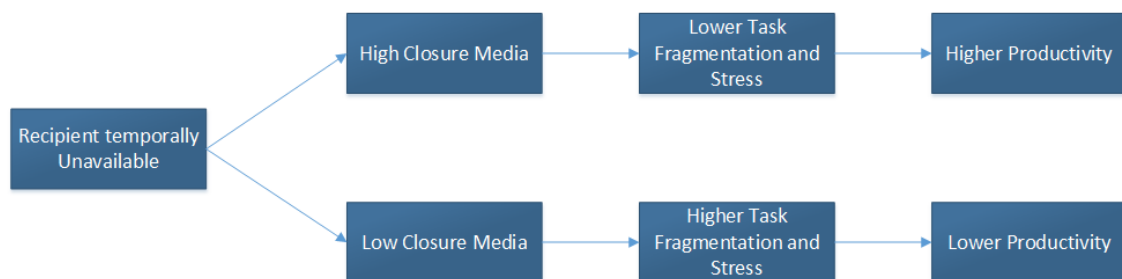 High Closure Media
Lower Task
Fragmentation and
Stress
Higher Productivity
Recipient temporally
Unavailable
Low Closure Media
Higher Task
Fragmentation and
Stress
Lower Productivity